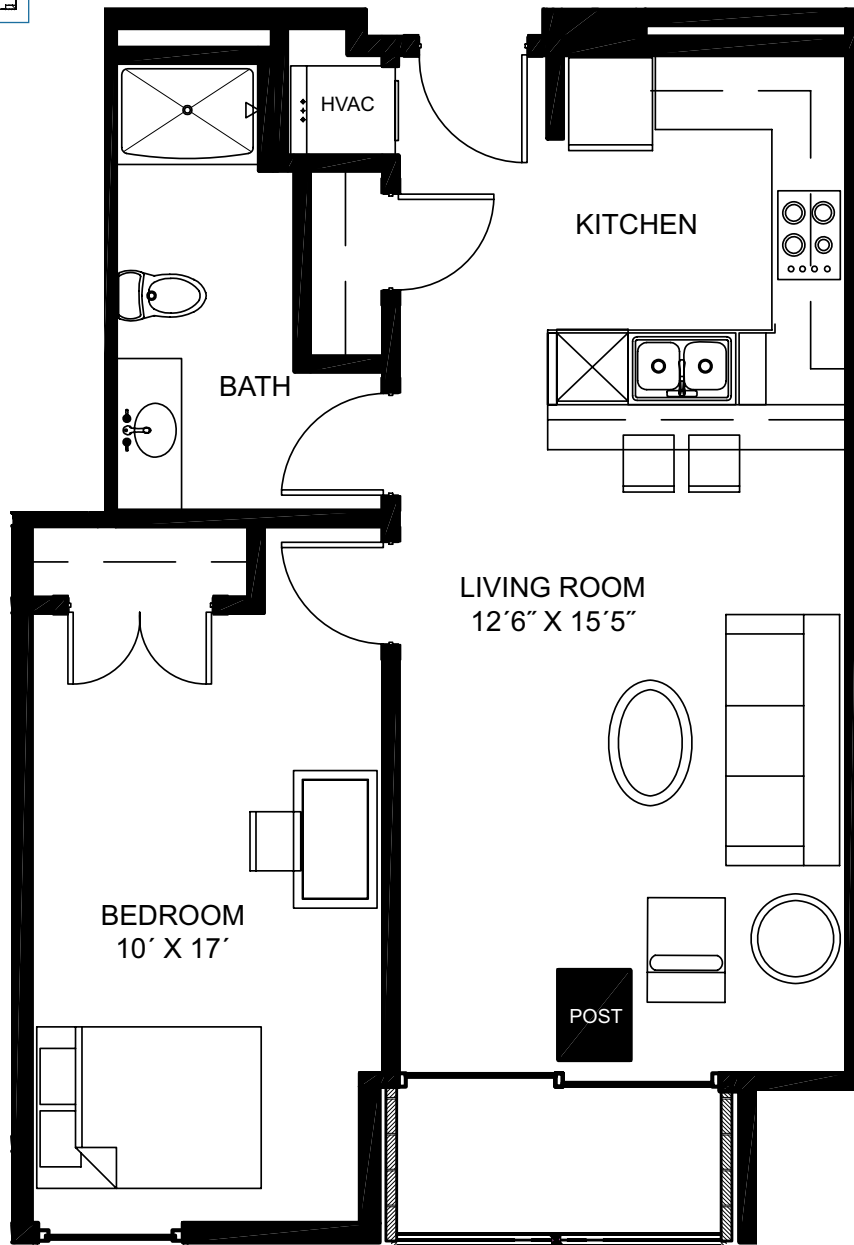 HVAC
KITCHEN
BATH
LIVING ROOM
12´6˝ X 15´5˝
BEDROOM
10´ X 17´
POST